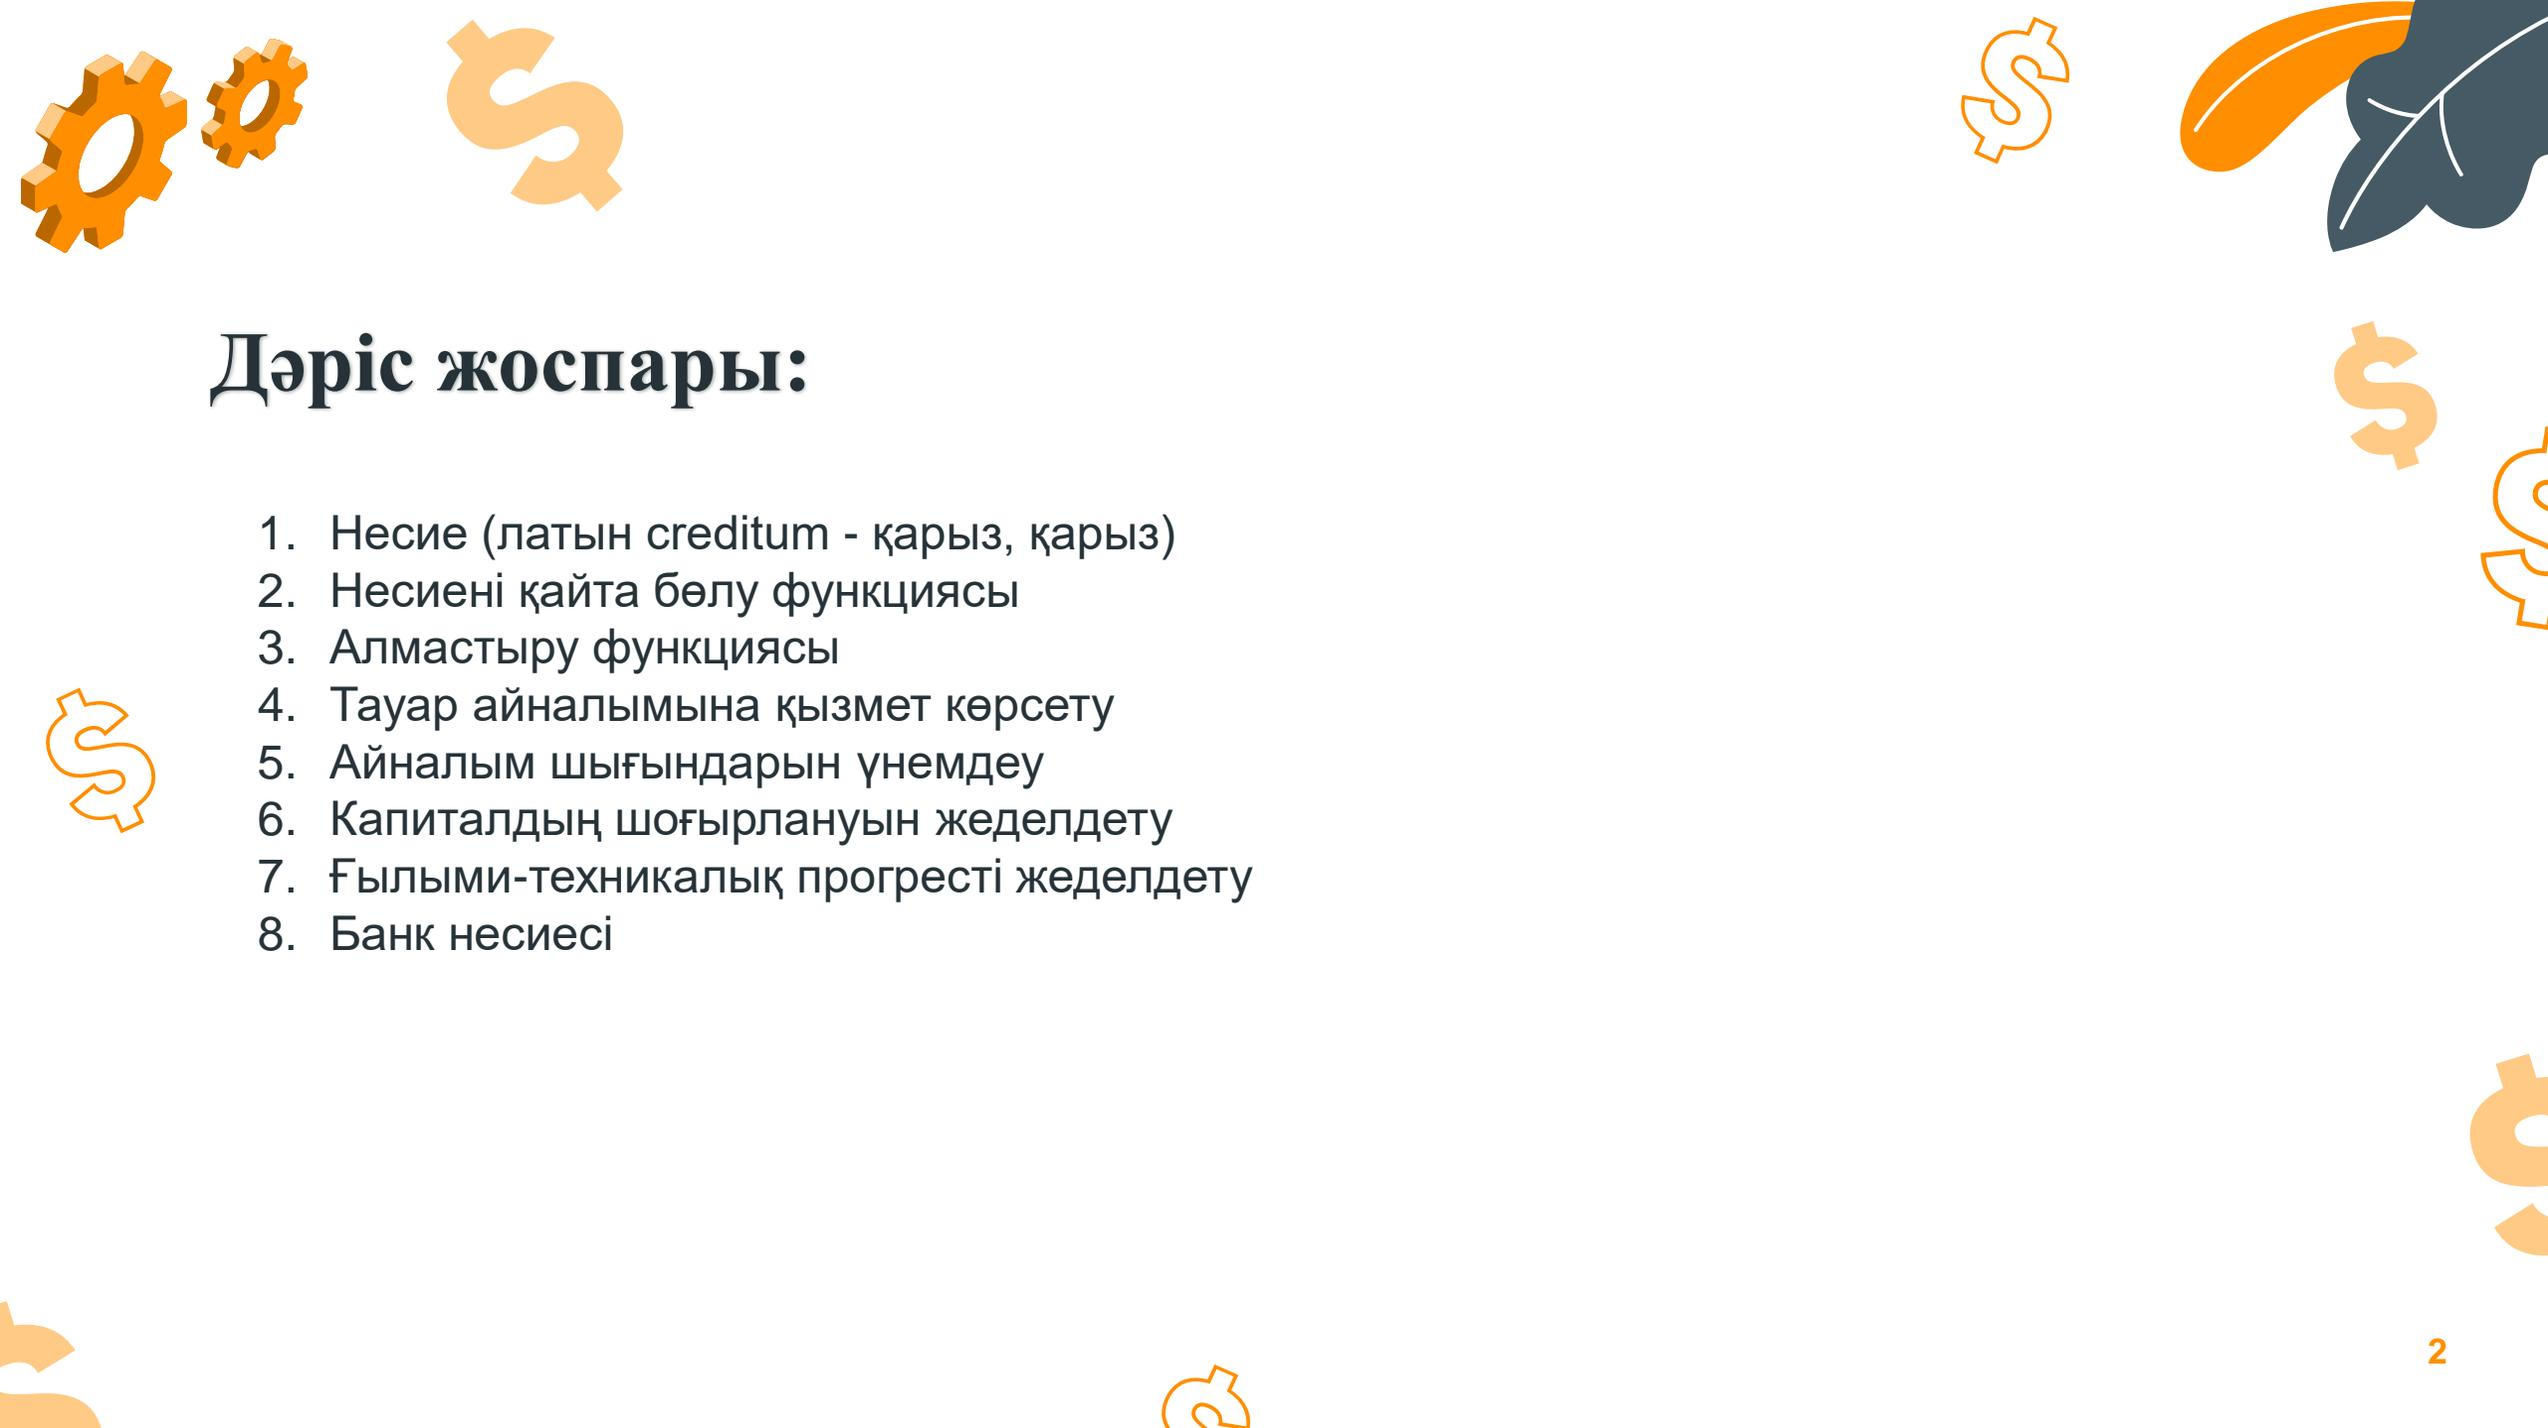 Дәріс жоспары:
1. Несие (латын creditum - қарыз, қарыз)
2. Несиені қайта бөлу функциясы
3. Алмастыру функциясы
4. Тауар айналымына қызмет көрсету
5. Айналым шығындарын үнемдеу
6. Капиталдың шоғырлануын жеделдету
7. Ғылыми-техникалық прогресті жеделдету
8. Банк несиесі
2